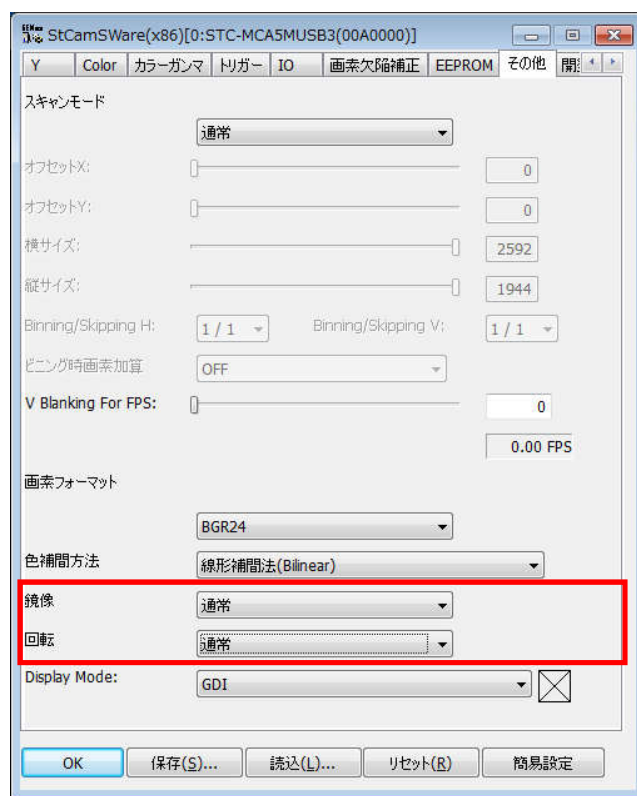 StCamSWare(x86)[0:STC-MCA5MUSB3(00A0000)]
Y Color カラーガンマ トリガー IO 画素欠陥補正 EEPROM その他
スキャンモード
通常
オフセットX: 0
オフセットY: 0
横サイズ: 2592
縦サイズ: 1944
Binning/Skipping H: 1 / 1 Binning/Skipping V: 1 / 1
ビニング時画素加算 OFF
V Blanking For FPS: 0
0.00 FPS
画素フォーマット
BGR24
色補間方法 線形補間法(Bilinear)
鏡像 通常
回転 通常
Display Mode: GDI
OK 保存(S)... 読込(L)... リセット(R) 簡易設定